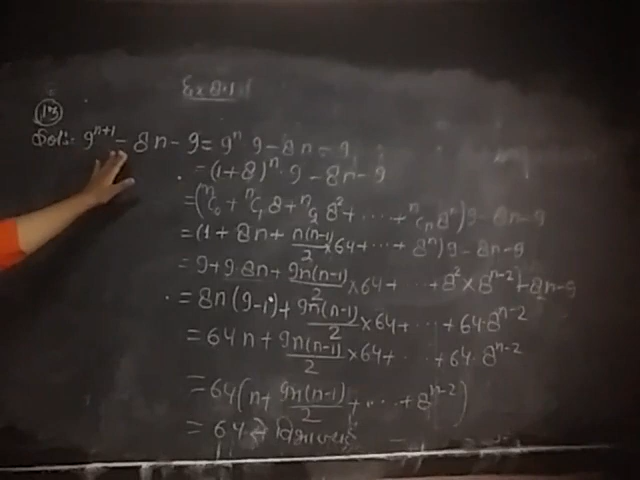 Ex 8.1
13
9^{n+1} - 8n - 9 = 9^n 9 - 8n - 9
= (1+8)^n · 9 - 8n - 9
= (ⁿC₀ + ⁿC₁ 8 + ⁿC₂ 8² + ··· + ⁿCₙ 8ⁿ) 9 - 8n - 9
= (1 + 8n + n(n-1)/2 × 64 + ··· + 8ⁿ) 9 - 8n - 9
= 9 + 9·8n + 9n(n-1)/2 × 64 + ··· + 8² × 8^{n-2}) - 8n - 9
= 8n(9-1) + 9n(n-1)/2 × 64 + ··· + 64·8^{n-2}
= 64n + 9n(n-1)/2 × 64 + ··· + 64·8^{n-2}
= 64(n + 9n(n-1)/2 + ··· + 8^{n-2})
= 64 से विभाज्य है